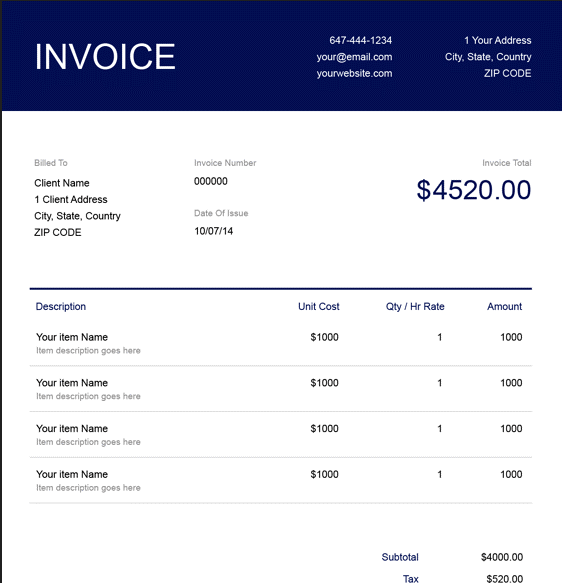 INVOICE
647-444-1234
your@email.com
yourwebsite.com
1 Your Address
City, State, Country
ZIP CODE
Billed To
Client Name
1 Client Address
City, State, Country
ZIP CODE
Invoice Number
000000
Date Of Issue
10/07/14
Invoice Total
$4520.00
Description Unit Cost Qty / Hr Rate Amount
Your item Name $1000 1 1000
Item description goes here
Your item Name $1000 1 1000
Item description goes here
Your item Name $1000 1 1000
Item description goes here
Your item Name $1000 1 1000
Item description goes here
Subtotal $4000.00
Tax $520.00